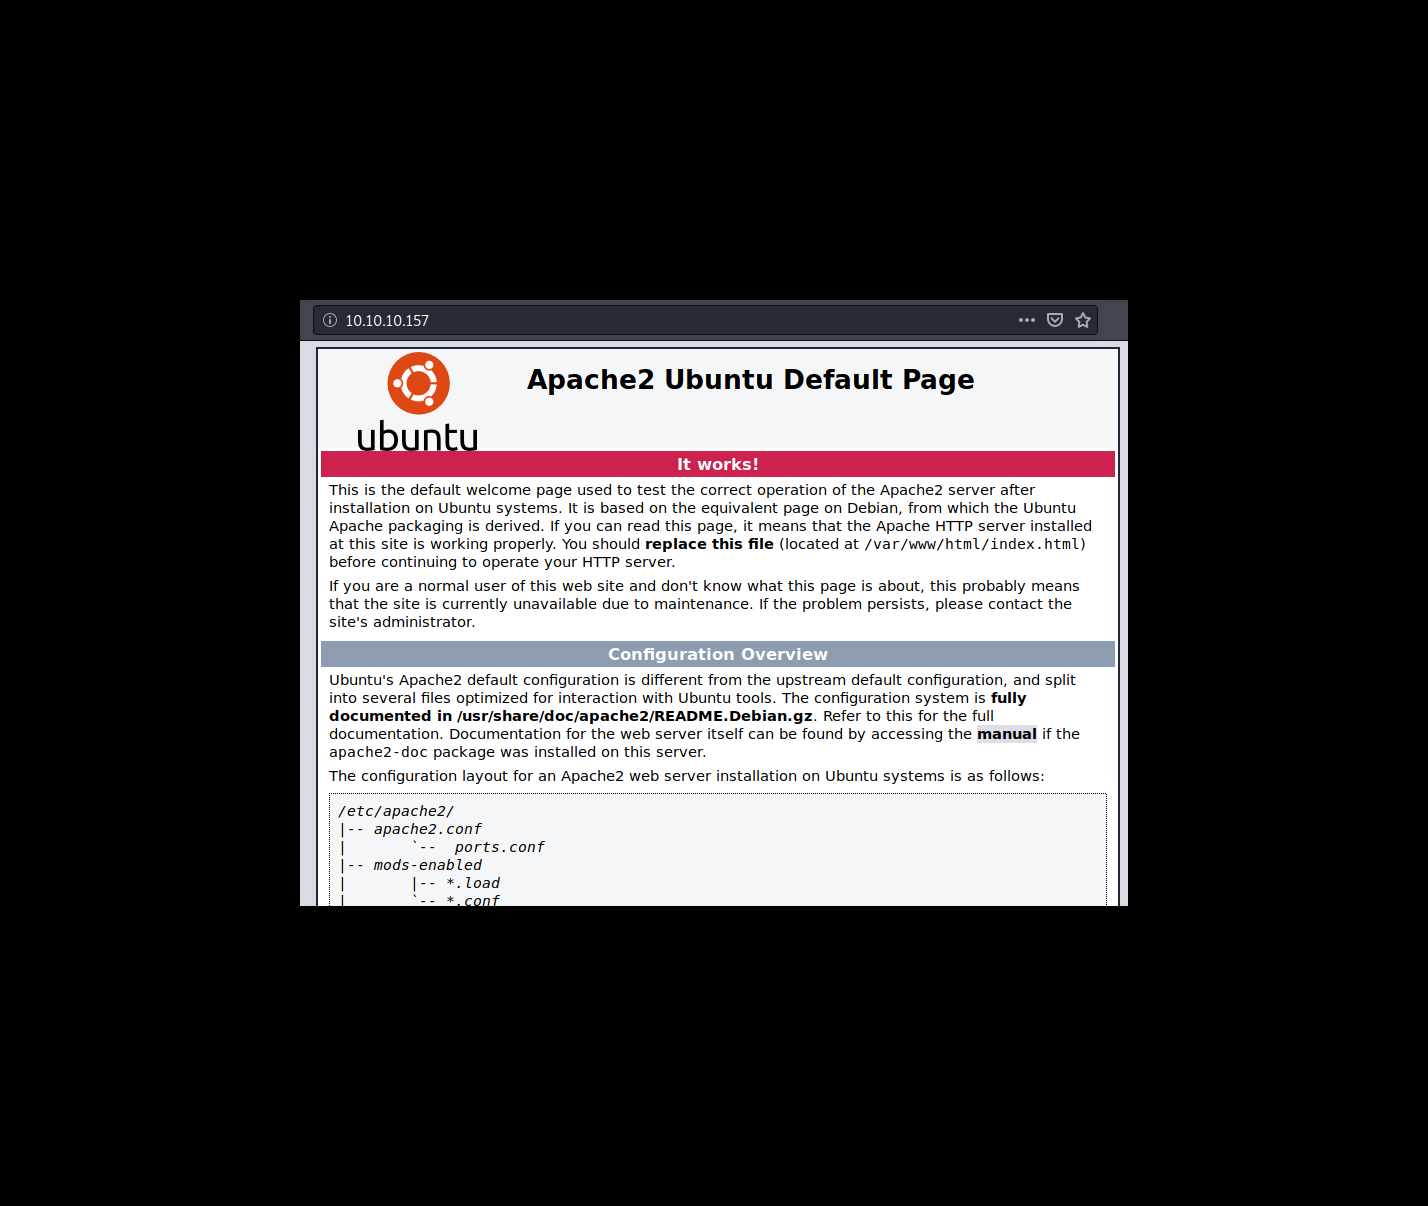 10.10.10.157
Apache2 Ubuntu Default Page
ubuntu
It works!
This is the default welcome page used to test the correct operation of the Apache2 server after
installation on Ubuntu systems. It is based on the equivalent page on Debian, from which the Ubuntu
Apache packaging is derived. If you can read this page, it means that the Apache HTTP server installed
at this site is working properly. You should replace this file (located at /var/www/html/index.html)
before continuing to operate your HTTP server.
If you are a normal user of this web site and don't know what this page is about, this probably means
that the site is currently unavailable due to maintenance. If the problem persists, please contact the
site's administrator.
Configuration Overview
Ubuntu's Apache2 default configuration is different from the upstream default configuration, and split
into several files optimized for interaction with Ubuntu tools. The configuration system is fully
documented in /usr/share/doc/apache2/README.Debian.gz. Refer to this for the full
documentation. Documentation for the web server itself can be found by accessing the manual if the
apache2-doc package was installed on this server.
The configuration layout for an Apache2 web server installation on Ubuntu systems is as follows:
/etc/apache2/
|-- apache2.conf
|       `--  ports.conf
|-- mods-enabled
|       |-- *.load
|       `-- *.conf